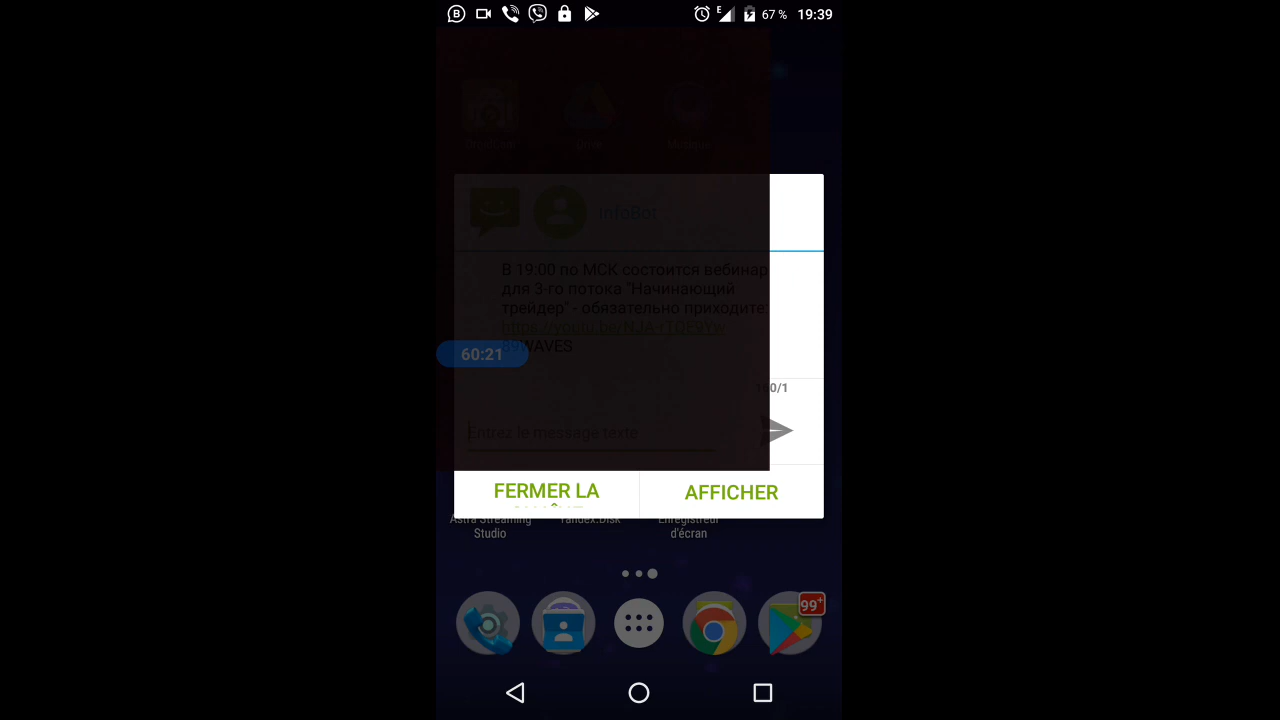 67 %
19:39
Drive
InfoBot
В 19:00 по МСК состоится вебинар
для 3-го потока "Начинающий
трейдер" - обязательно приходите:
WAVES
60:21
0/1
Entrez le message texte
FERMER LA
AFFICHER
Astra Streaming
Studio
Yandex.Disk
Enregistreur
d'écran
99+